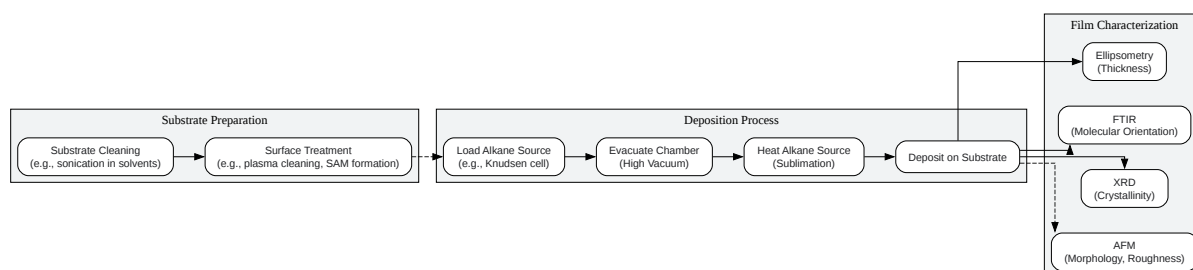 Substrate Preparation
Substrate Cleaning
(e.g., sonication in solvents)
Surface Treatment
(e.g., plasma cleaning, SAM formation)
Deposition Process
Load Alkane Source
(e.g., Knudsen cell)
Evacuate Chamber
(High Vacuum)
Heat Alkane Source
(Sublimation)
Deposit on Substrate
Film Characterization
Ellipsometry
(Thickness)
FTIR
(Molecular Orientation)
XRD
(Crystallinity)
AFM
(Morphology, Roughness)